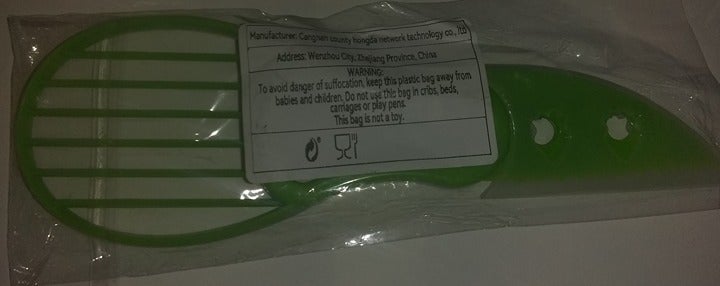 Manufacturer: Cangnan county hongda network technology co., ltd
Address: Wenzhou City, Zhejiang Province, China
WARNING:
To avoid danger of suffocation, keep this plastic bag away from
babies and children. Do not use this bag in cribs, beds,
carriages or play pens.
This bag is not a toy.